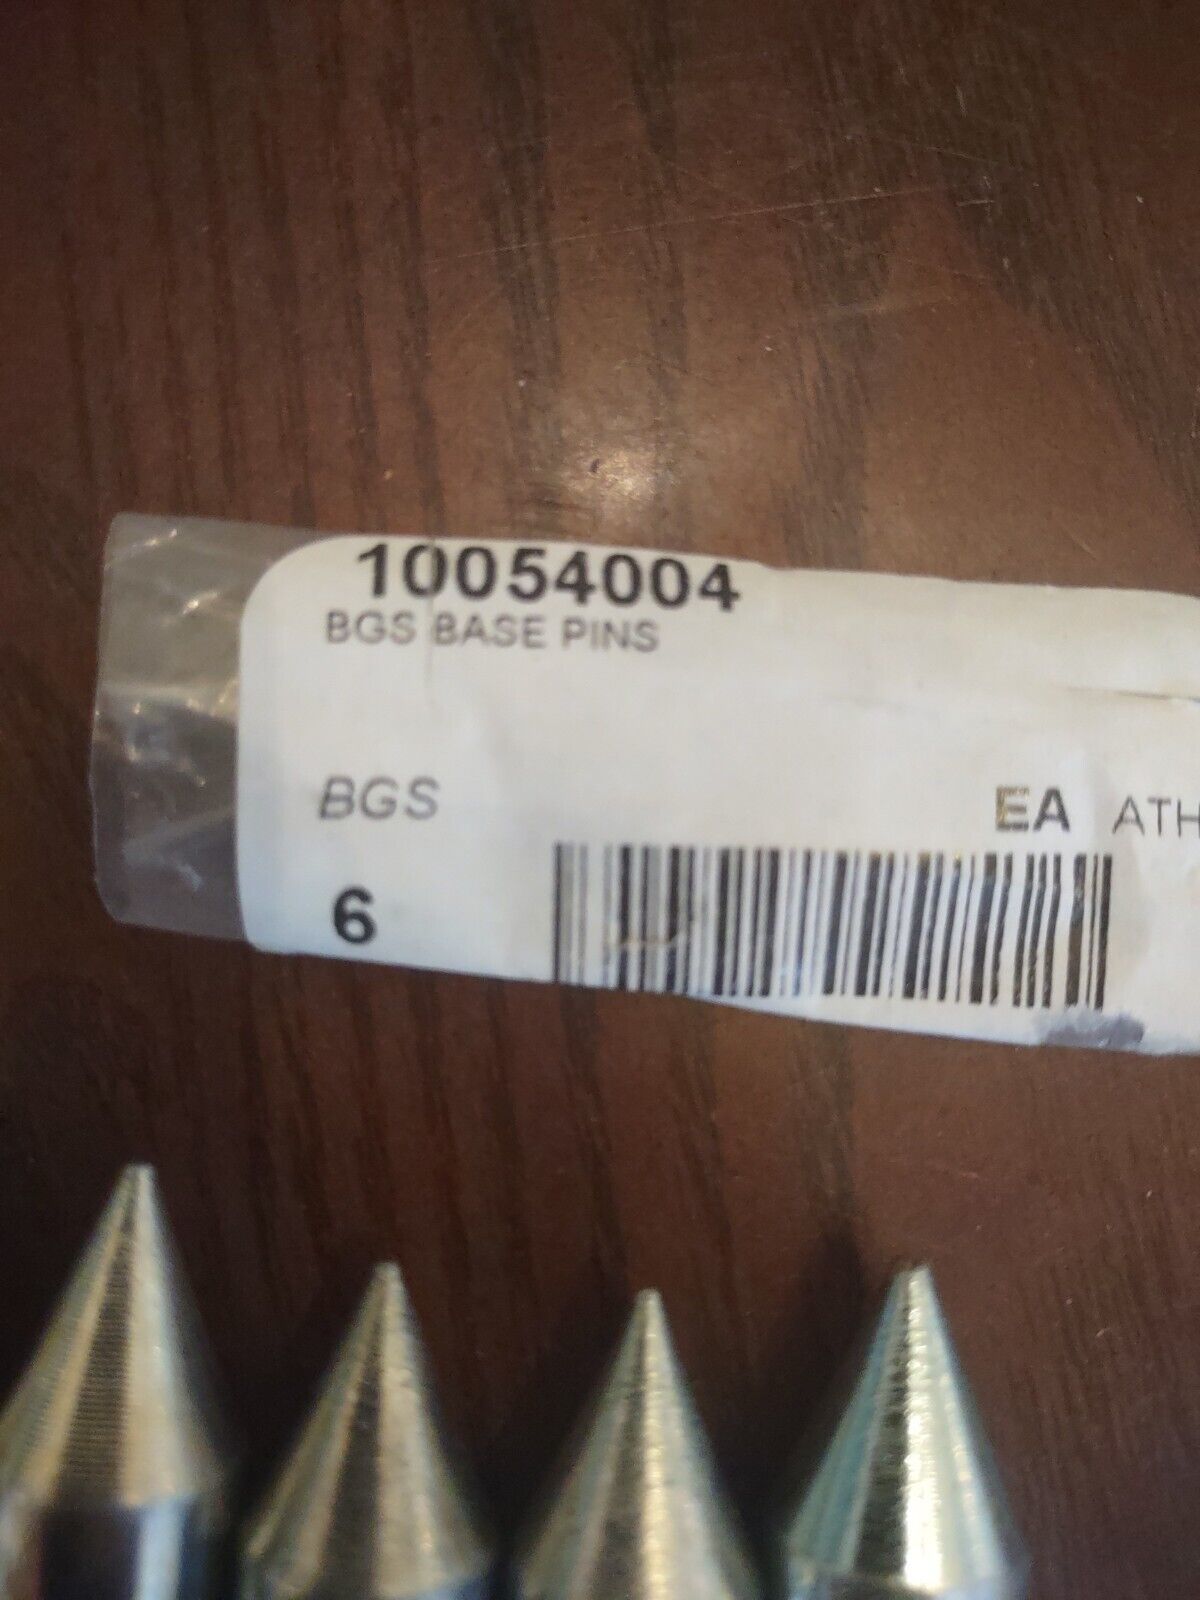 10054004
BGS BASE PINS
BGS EA ATH
6